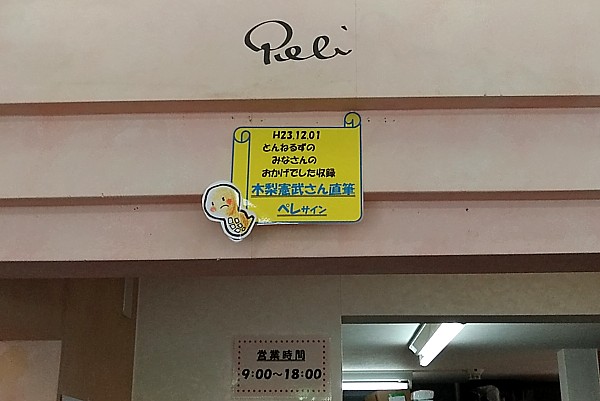 Peli
H23.12.01
とんねるずの
みなさんの
おかげでした収録
木梨憲武さん直筆
ペレサイン
営業時間
9:00～18:00